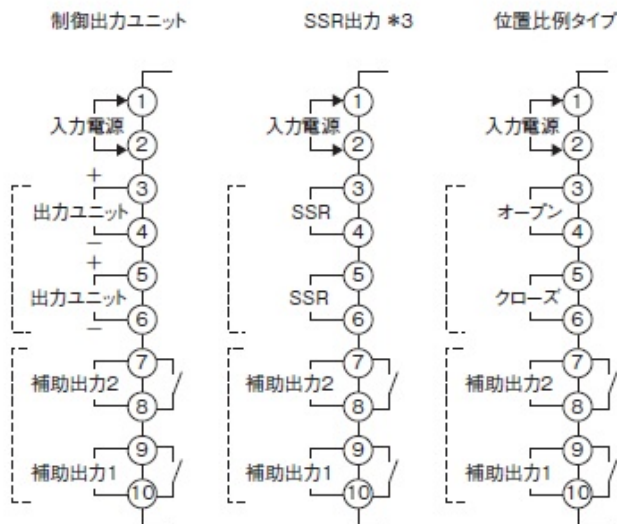 制御出力ユニット
1
入力電源
2
+
3
出力ユニット
4
−
+
5
出力ユニット
6
−
7
補助出力2
8
9
補助出力1
10
SSR出力 *3
1
入力電源
2
3
SSR
4
5
SSR
6
7
補助出力2
8
9
補助出力1
10
位置比例タイプ
1
入力電源
2
3
オープン
4
5
クローズ
6
7
補助出力2
8
9
補助出力1
10